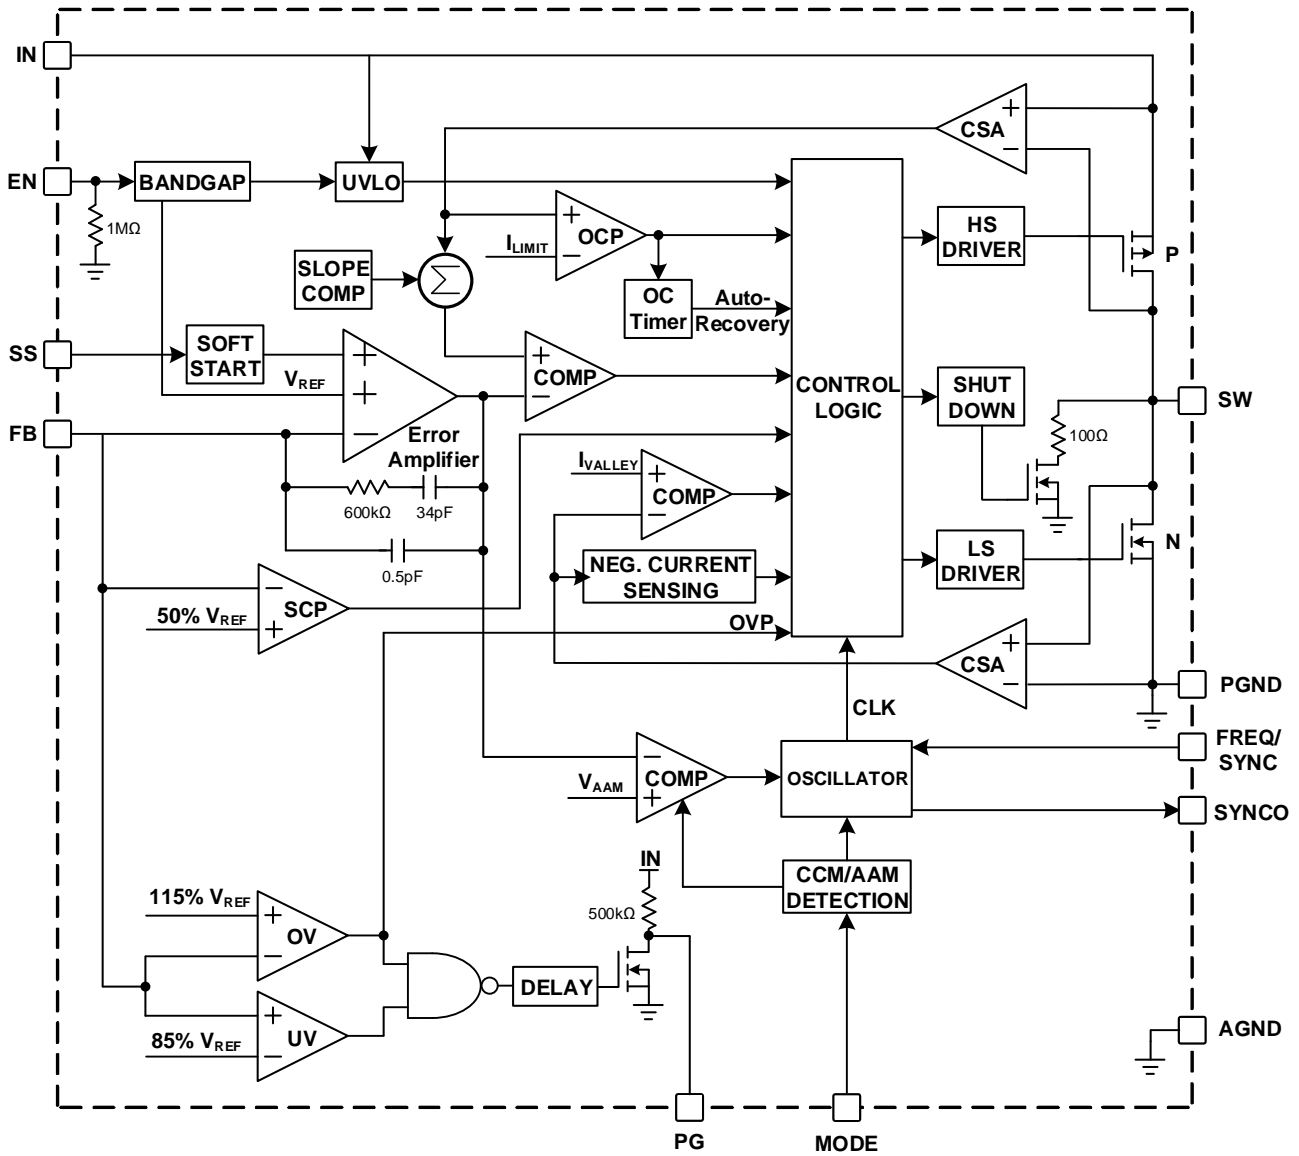 IN
CSA
EN
BANDGAP
UVLO
1MΩ
I_LIMIT
OCP
HS
DRIVER
P
SLOPE
COMP
Σ
OC
Timer
Auto-
Recovery
SS
SOFT
START
V_REF
COMP
CONTROL
LOGIC
SHUT
DOWN
SW
FB
Error
Amplifier
100Ω
I_VALLEY
COMP
600kΩ
34pF
0.5pF
NEG. CURRENT
SENSING
LS
DRIVER
N
50% V_REF
SCP
OVP
CSA
PGND
CLK
FREQ/
SYNC
V_AAM
COMP
OSCILLATOR
SYNCO
IN
CCM/AAM
DETECTION
115% V_REF
OV
500kΩ
DELAY
85% V_REF
UV
AGND
PG
MODE